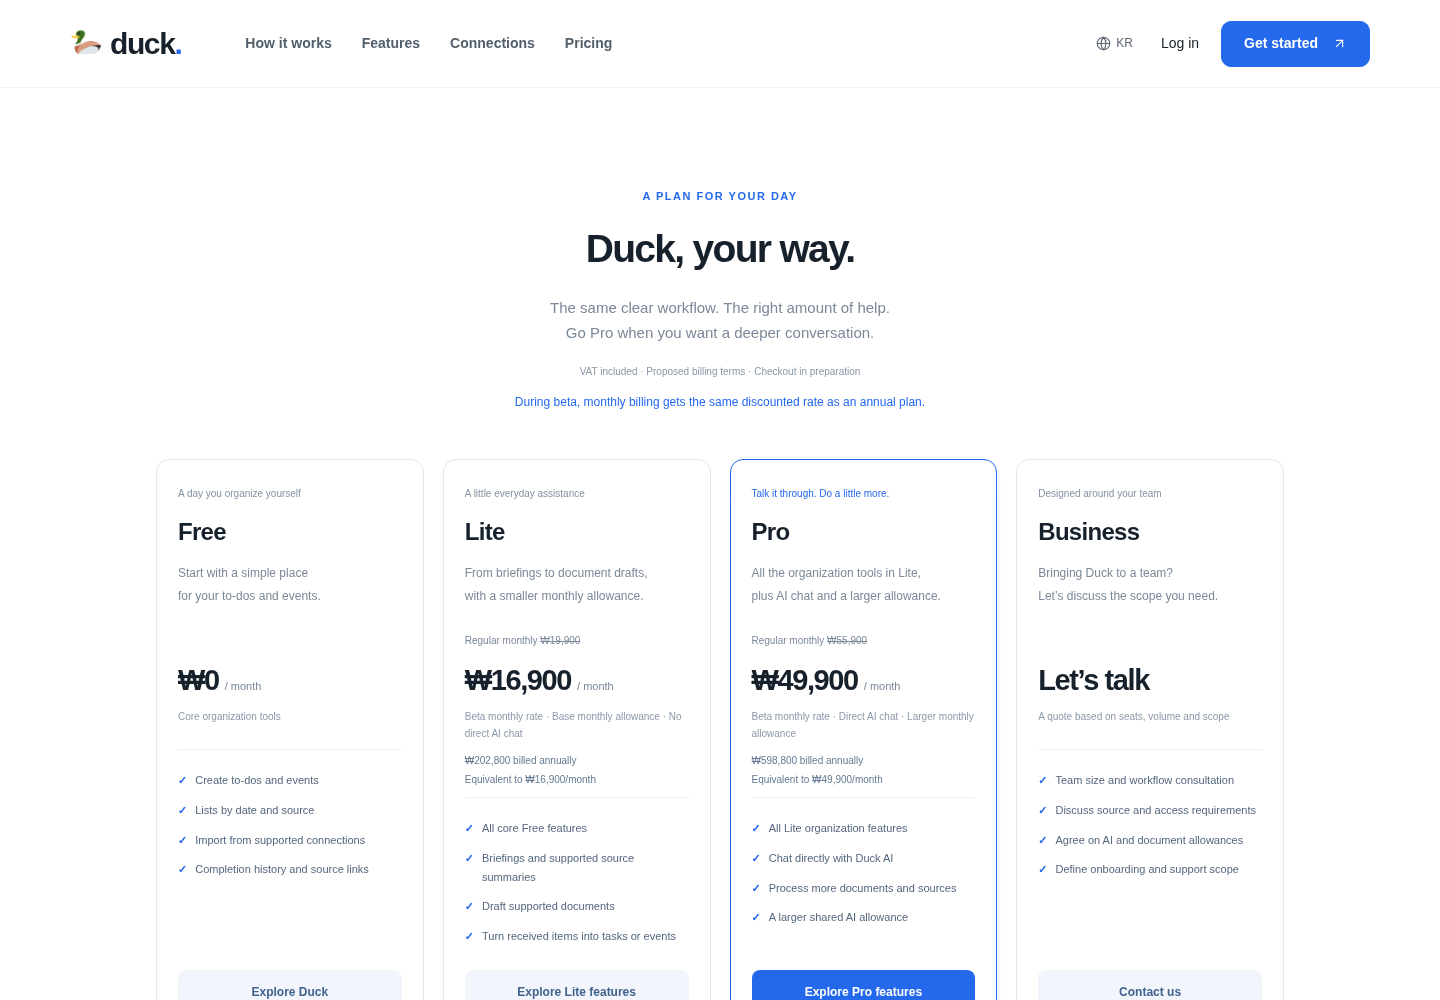 duck.
How it works
Features
Connections
Pricing
KR
Log in
Get started
A PLAN FOR YOUR DAY
Duck, your way.
The same clear workflow. The right amount of help.
Go Pro when you want a deeper conversation.
VAT included · Proposed billing terms · Checkout in preparation
During beta, monthly billing gets the same discounted rate as an annual plan.
A day you organize yourself
Free
Start with a simple place
for your to-dos and events.
₩0 / month
Core organization tools
✓ Create to-dos and events
✓ Lists by date and source
✓ Import from supported connections
✓ Completion history and source links
Explore Duck
A little everyday assistance
Lite
From briefings to document drafts,
with a smaller monthly allowance.
Regular monthly ₩19,900
₩16,900 / month
Beta monthly rate · Base monthly allowance · No
direct AI chat
₩202,800 billed annually
Equivalent to ₩16,900/month
✓ All core Free features
✓ Briefings and supported source
summaries
✓ Draft supported documents
✓ Turn received items into tasks or events
Explore Lite features
Talk it through. Do a little more.
Pro
All the organization tools in Lite,
plus AI chat and a larger allowance.
Regular monthly ₩55,900
₩49,900 / month
Beta monthly rate · Direct AI chat · Larger monthly
allowance
₩598,800 billed annually
Equivalent to ₩49,900/month
✓ All Lite organization features
✓ Chat directly with Duck AI
✓ Process more documents and sources
✓ A larger shared AI allowance
Explore Pro features
Designed around your team
Business
Bringing Duck to a team?
Let’s discuss the scope you need.
Let’s talk
A quote based on seats, volume and scope
✓ Team size and workflow consultation
✓ Discuss source and access requirements
✓ Agree on AI and document allowances
✓ Define onboarding and support scope
Contact us